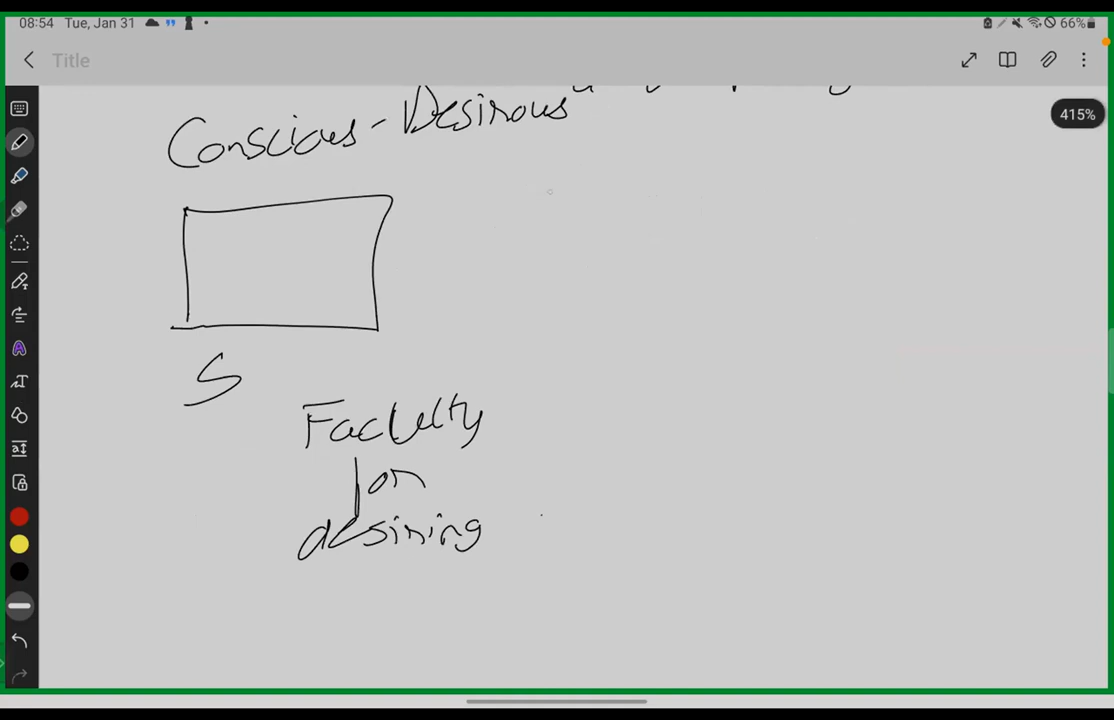 08:54 Tue, Jan 31
66%
Title
415%
Conscious - Desirous
S
Faculty
for
desiring